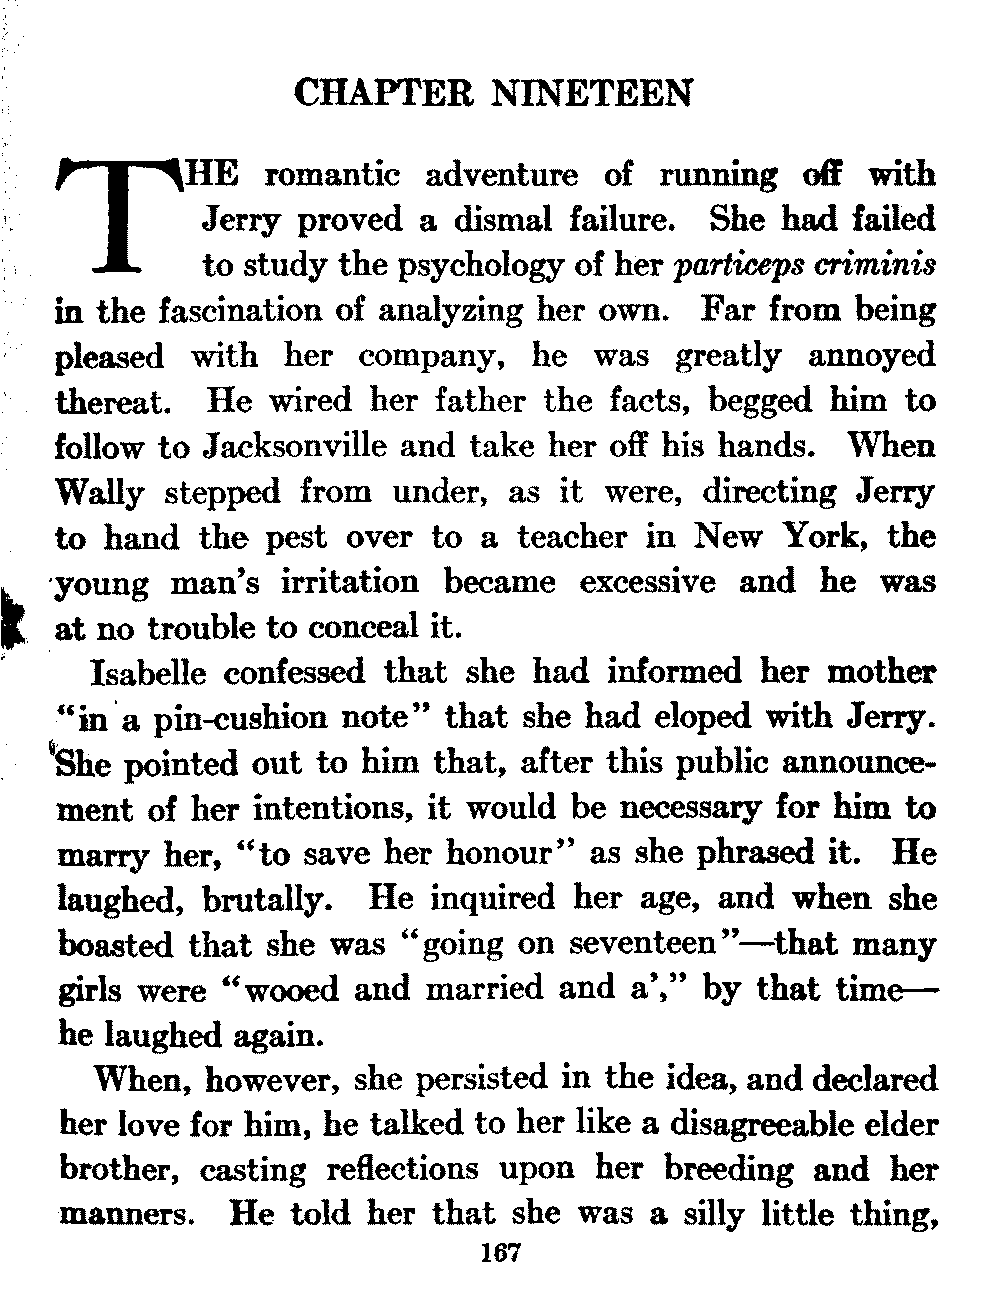 CHAPTER NINETEEN
THE romantic adventure of running off with
Jerry proved a dismal failure. She had failed
to study the psychology of her particeps criminis
in the fascination of analyzing her own. Far from being
pleased with her company, he was greatly annoyed
thereat. He wired her father the facts, begged him to
follow to Jacksonville and take her off his hands. When
Wally stepped from under, as it were, directing Jerry
to hand the pest over to a teacher in New York, the
young man's irritation became excessive and he was
at no trouble to conceal it.
Isabelle confessed that she had informed her mother
"in a pin-cushion note" that she had eloped with Jerry.
She pointed out to him that, after this public announce-
ment of her intentions, it would be necessary for him to
marry her, "to save her honour" as she phrased it. He
laughed, brutally. He inquired her age, and when she
boasted that she was "going on seventeen"—that many
girls were "wooed and married and a'," by that time—
he laughed again.
When, however, she persisted in the idea, and declared
her love for him, he talked to her like a disagreeable elder
brother, casting reflections upon her breeding and her
manners. He told her that she was a silly little thing,
167